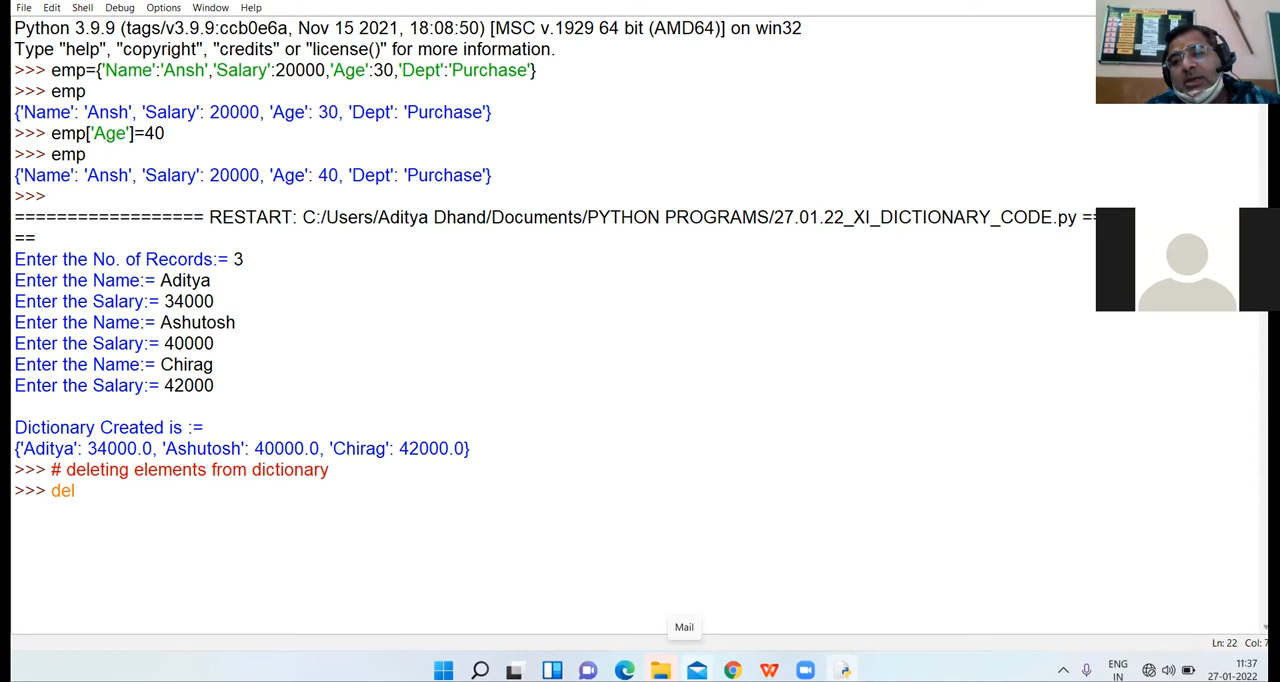 File Edit Shell Debug Options Window Help
Python 3.9.9 (tags/v3.9.9:ccb0e6a, Nov 15 2021, 18:08:50) [MSC v.1929 64 bit (AMD64)] on win32
Type "help", "copyright", "credits" or "license()" for more information.
>>> emp={'Name':'Ansh','Salary':20000,'Age':30,'Dept':'Purchase'}
>>> emp
{'Name': 'Ansh', 'Salary': 20000, 'Age': 30, 'Dept': 'Purchase'}
>>> emp['Age']=40
>>> emp
{'Name': 'Ansh', 'Salary': 20000, 'Age': 40, 'Dept': 'Purchase'}
>>>
================== RESTART: C:/Users/Aditya Dhand/Documents/PYTHON PROGRAMS/27.01.22_XI_DICTIONARY_CODE.py ==
==
Enter the No. of Records:= 3
Enter the Name:= Aditya
Enter the Salary:= 34000
Enter the Name:= Ashutosh
Enter the Salary:= 40000
Enter the Name:= Chirag
Enter the Salary:= 42000
Dictionary Created is :=
{'Aditya': 34000.0, 'Ashutosh': 40000.0, 'Chirag': 42000.0}
>>> # deleting elements from dictionary
>>> del
Mail
Ln: 22 Col: 7
ENG
IN
11:37
27-01-2022